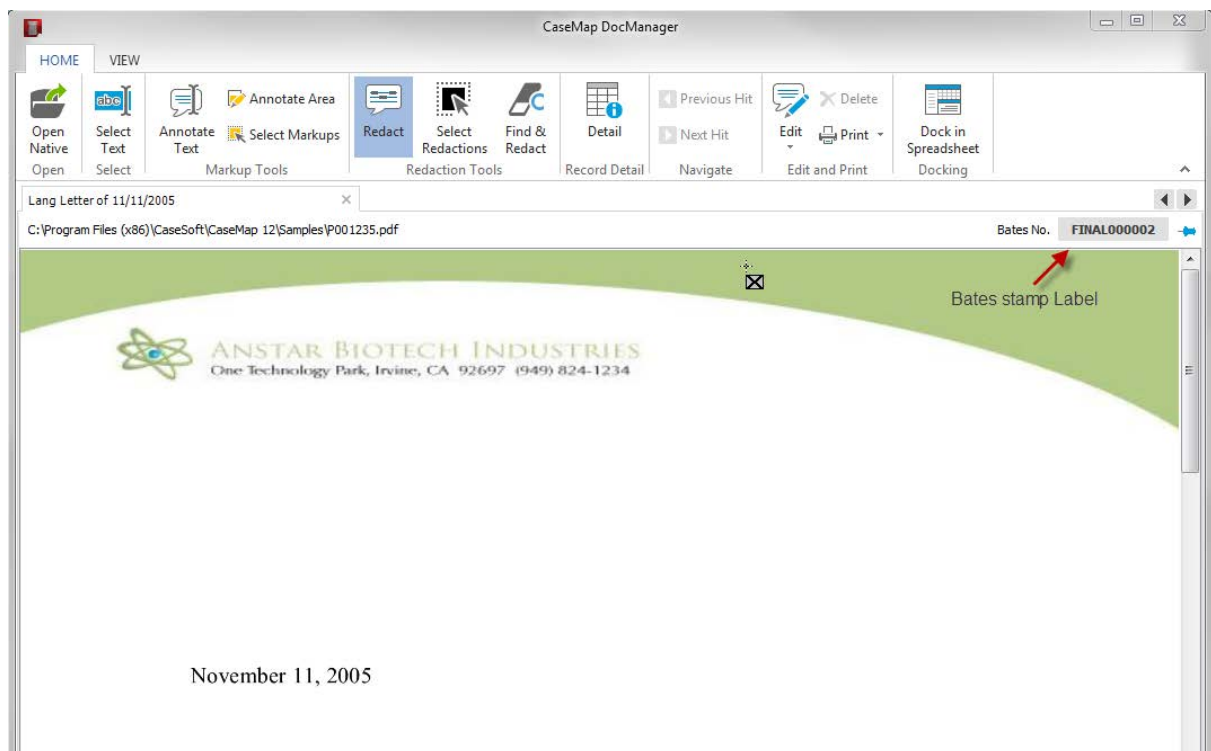 CaseMap DocManager
HOME VIEW
Open Native
Select Text
Annotate Text
Annotate Area
Select Markups
Redact
Select Redactions
Find & Redact
Detail
Previous Hit
Next Hit
Edit
Delete
Print
Dock in Spreadsheet
Open Select Markup Tools Redaction Tools Record Detail Navigate Edit and Print Docking
Lang Letter of 11/11/2005
C:\Program Files (x86)\CaseSoft\CaseMap 12\Samples\P001235.pdf Bates No. FINAL000002
Bates stamp Label
ANSTAR BIOTECH INDUSTRIES
One Technology Park, Irvine, CA 92697 (949) 824-1234
November 11, 2005